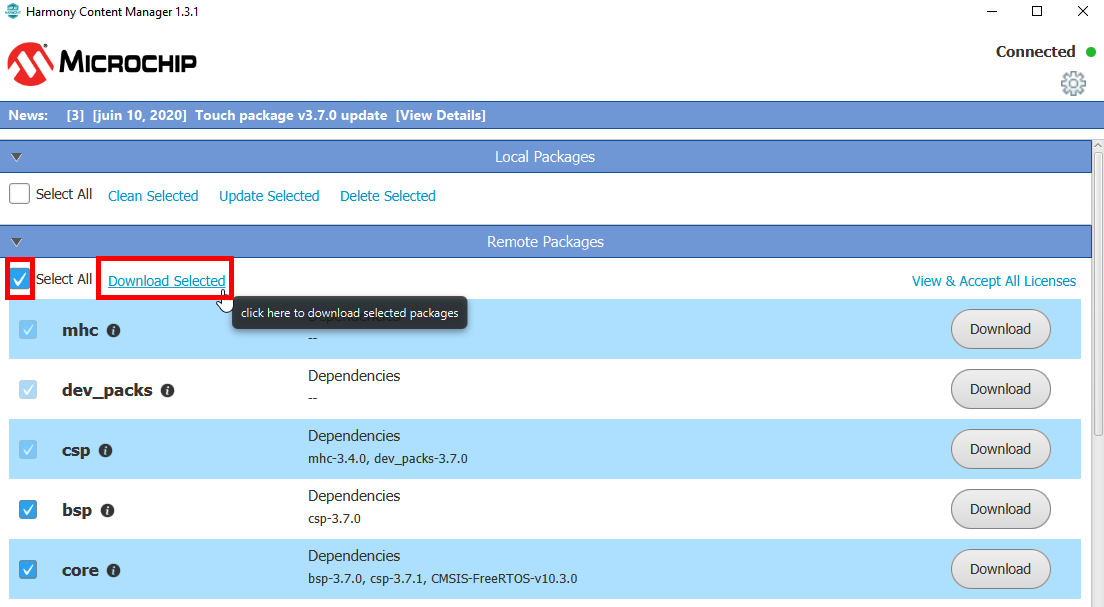 Harmony Content Manager 1.3.1
MICROCHIP
Connected
News: [3] [juin 10, 2020] Touch package v3.7.0 update [View Details]
Local Packages
Select All Clean Selected Update Selected Delete Selected
Remote Packages
Select All Download Selected View & Accept All Licenses
click here to download selected packages
mhc -- Download
dev_packs Dependencies Download
--
csp Dependencies Download
mhc-3.4.0, dev_packs-3.7.0
bsp Dependencies Download
csp-3.7.0
core Dependencies Download
bsp-3.7.0, csp-3.7.1, CMSIS-FreeRTOS-v10.3.0